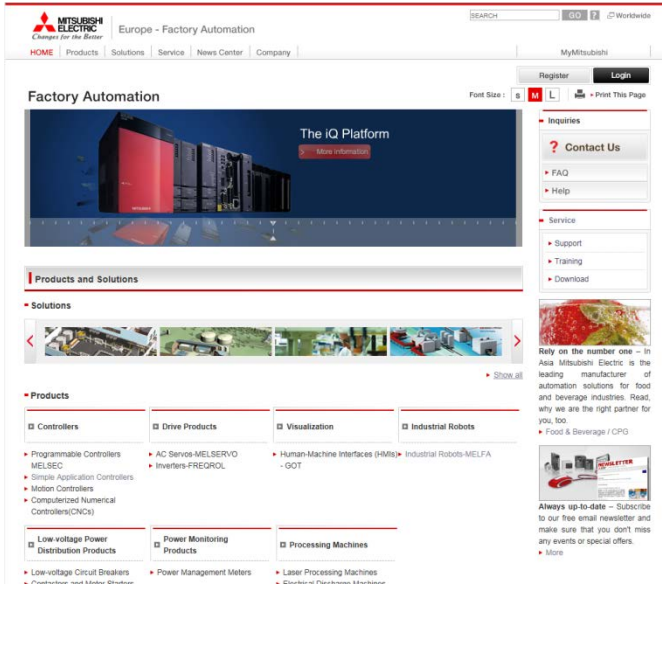 MITSUBISHI
ELECTRIC
Changes for the Better
Europe - Factory Automation
SEARCH
GO
?
Worldwide
HOME Products Solutions Service News Center Company MyMitsubishi
Register Login
Factory Automation
Font Size : S M L Print This Page
The iQ Platform
More information
Inquiries
? Contact Us
FAQ
Help
Service
Support
Training
Download
Products and Solutions
Solutions
Show all
Rely on the number one – In
Asia Mitsubishi Electric is the
leading manufacturer of
automation solutions for food
and beverage industries. Read,
why we are the right partner for
you, too.
Food & Beverage / CPG
NEWSLETTER
Always up-to-date – Subscribe
to our free email newsletter and
make sure that you don't miss
any events or special offers.
More
Products
Controllers
Programmable Controllers
MELSEC
Simple Application Controllers
Motion Controllers
Computerized Numerical
Controllers(CNCs)
Drive Products
AC Servos-MELSERVO
Inverters-FREQROL
Visualization
Human-Machine Interfaces (HMIs)
- GOT
Industrial Robots
Industrial Robots-MELFA
Low-voltage Power
Distribution Products
Low-voltage Circuit Breakers
Contactors and Motor Starters
Power Monitoring
Products
Power Management Meters
Processing Machines
Laser Processing Machines
Electrical Discharge Machines